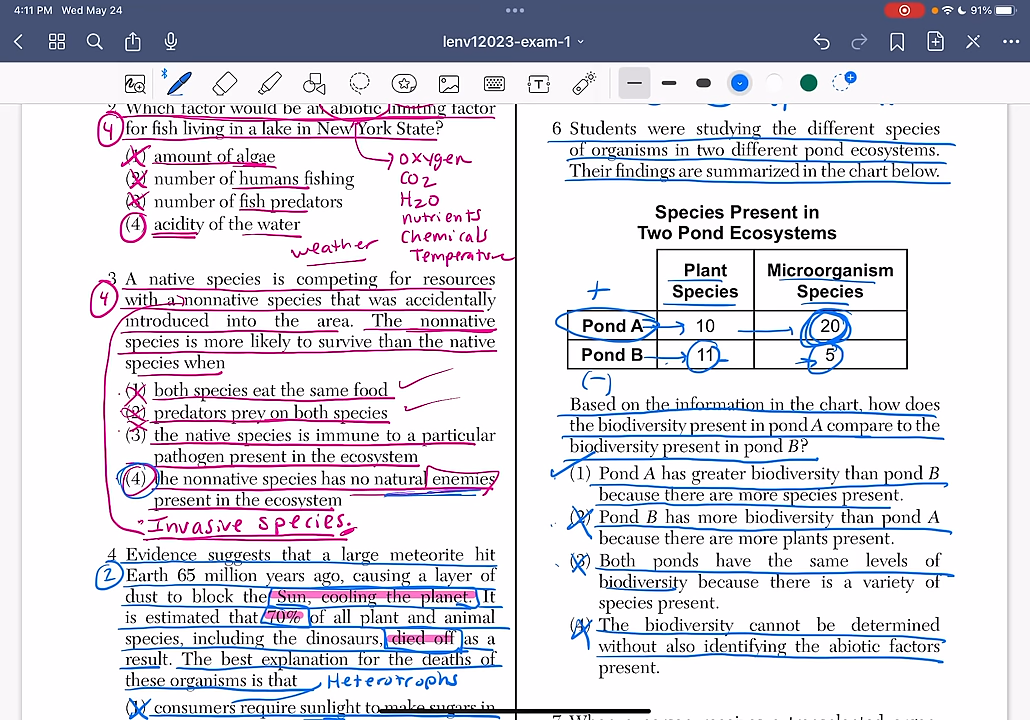 4:11 PM Wed May 24
91%
lenv12023-exam-1
2 Which factor would be an abiotic limiting factor
4 for fish living in a lake in New York State?
(1) amount of algae
(2) number of humans fishing
(3) number of fish predators
(4) acidity of the water
oxygen
CO2
H2O
nutrients
Chemicals
Temperature
weather
3 A native species is competing for resources
4 with a nonnative species that was accidentally
introduced into the area. The nonnative
species is more likely to survive than the native
species when
(1) both species eat the same food
(2) predators prey on both species
(3) the native species is immune to a particular
pathogen present in the ecosystem
(4) the nonnative species has no natural enemies
present in the ecosystem
Invasive species.
4 Evidence suggests that a large meteorite hit
2 Earth 65 million years ago, causing a layer of
dust to block the Sun, cooling the planet. It
is estimated that 70% of all plant and animal
species, including the dinosaurs, died off as a
result. The best explanation for the deaths of
these organisms is that
Heterotrophs
(1) consumers require sunlight to make sugars in
6 Students were studying the different species
of organisms in two different pond ecosystems.
Their findings are summarized in the chart below.
Species Present in
Two Pond Ecosystems
Plant Species
Microorganism Species
+
Pond A 10 20
Pond B 11 5
(-)
Based on the information in the chart, how does
the biodiversity present in pond A compare to the
biodiversity present in pond B?
(1) Pond A has greater biodiversity than pond B
because there are more species present.
(2) Pond B has more biodiversity than pond A
because there are more plants present.
(3) Both ponds have the same levels of
biodiversity because there is a variety of
species present.
(4) The biodiversity cannot be determined
without also identifying the abiotic factors
present.